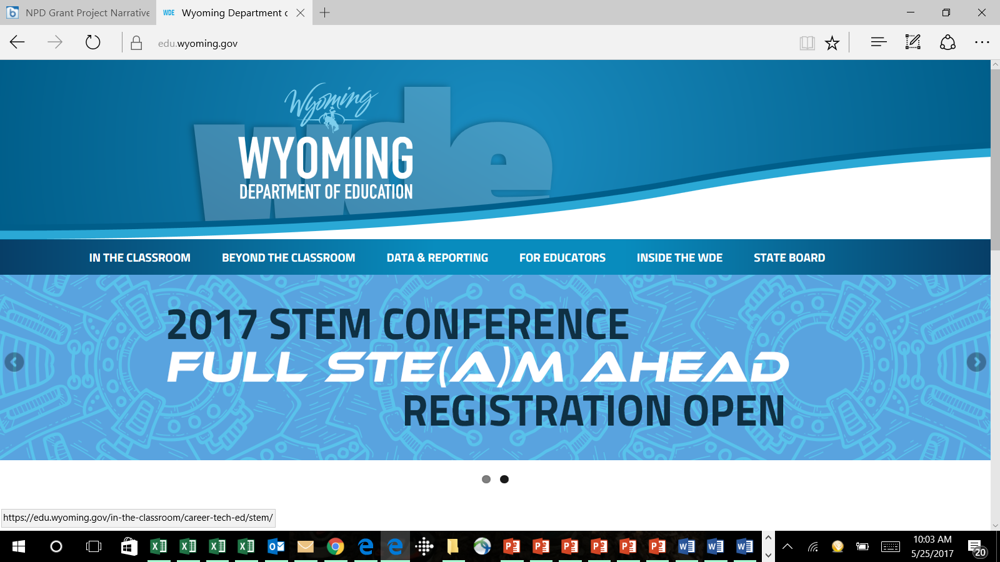 NPD Grant Project Narrative
WDE
Wyoming Department o
edu.wyoming.gov
wde
Wyoming
WYOMING
DEPARTMENT OF EDUCATION
IN THE CLASSROOM
BEYOND THE CLASSROOM
DATA & REPORTING
FOR EDUCATORS
INSIDE THE WDE
STATE BOARD
2017 STEM CONFERENCE
FULL STE(A)M AHEAD
REGISTRATION OPEN
https://edu.wyoming.gov/in-the-classroom/career-tech-ed/stem/
10:03 AM
5/25/2017
20